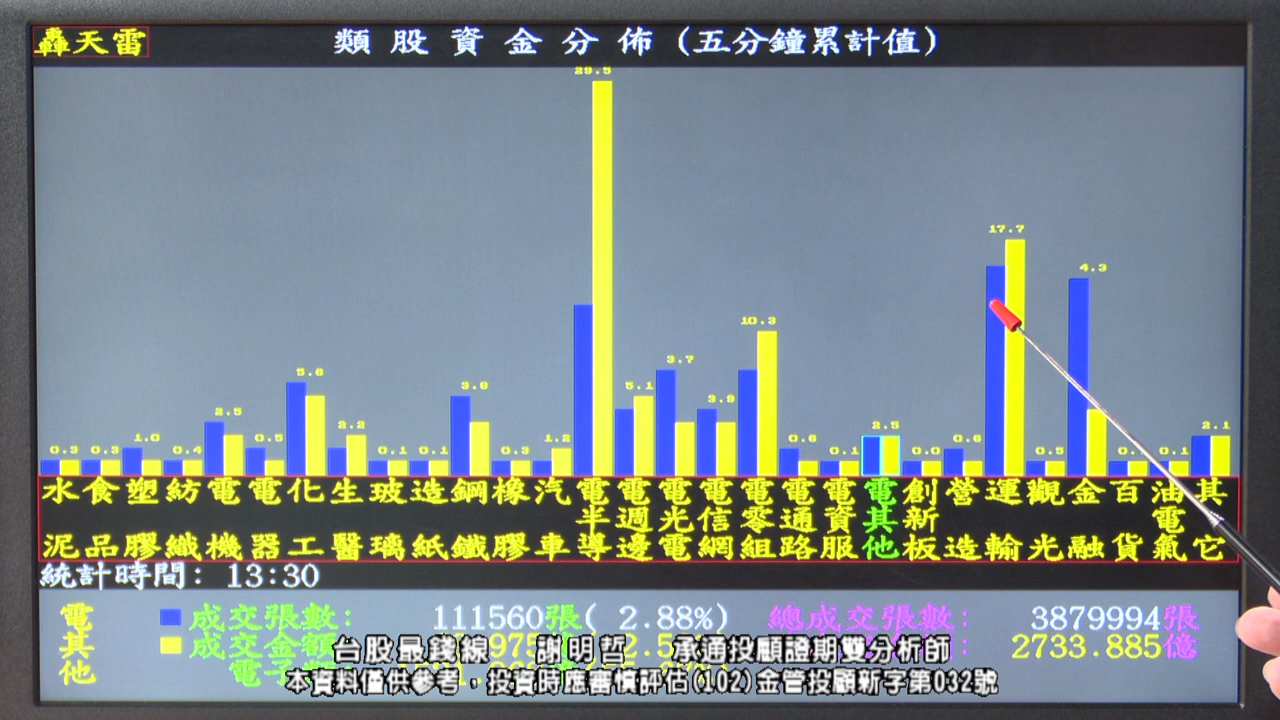 轟天雷
類股資金分佈(五分鐘累計值)
28.5
17.7
4.3
10.3
3.7
5.6 3.8 5.1 3.9
2.5 2.2 2.5 2.1
0.3 0.3 1.0 0.4 0.5 0.1 0.1 0.3 1.2 0.6 0.1 0.0 0.6 0.5 0.1
水泥 食品 塑膠 紡織 電機 電器 化工 生醫 玻璃 造紙 鋼鐵 橡膠 汽車 電半導 電週邊 電光電 電信網 電零組 電通路 電資服 電其他 創新板 營造 運輸 觀光 金融 百貨 油電氣 其它
統計時間: 13:30
電其他 成交張數: 111560張( 2.88%) 總成交張數: 3879994張
成交金額 2733.885億
台股最錢線 謝明哲 承通投顧證期雙分析師
本資料僅供參考,投資時應審慎評估(102)金管投顧新字第032號